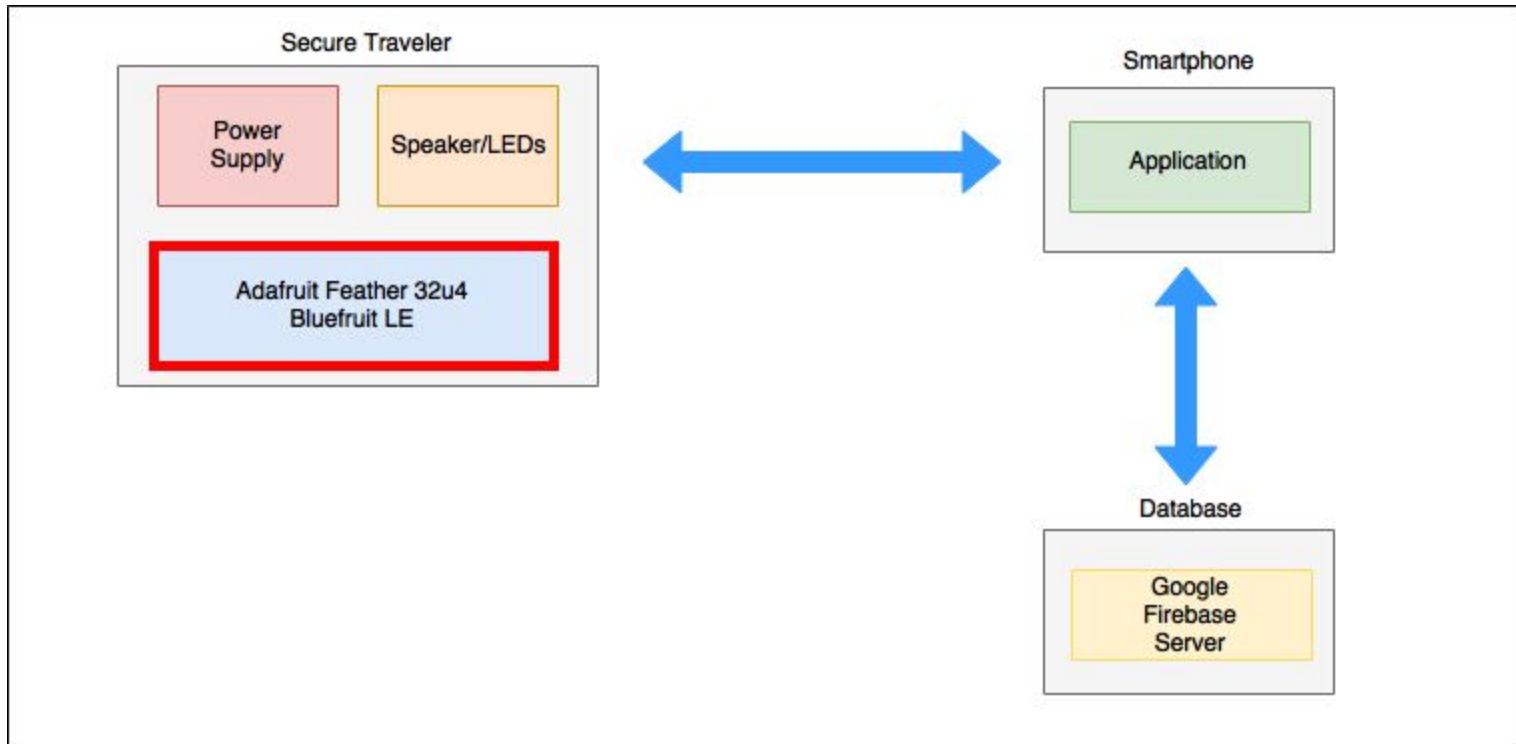 Secure Traveler
Power
Supply
Speaker/LEDs
Adafruit Feather 32u4
Bluefruit LE
Smartphone
Application
Database
Google
Firebase
Server